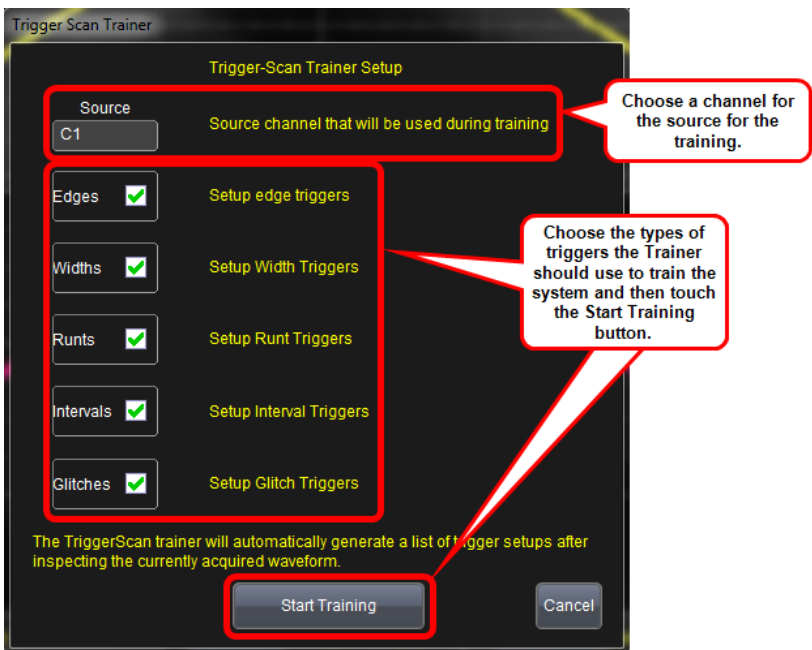 Trigger Scan Trainer
Trigger-Scan Trainer Setup
Source
C1
Source channel that will be used during training
Choose a channel for
the source for the
training.
Edges
Setup edge triggers
Widths
Setup Width Triggers
Choose the types of
triggers the Trainer
should use to train the
system and then touch
the Start Training
button.
Runts
Setup Runt Triggers
Intervals
Setup Interval Triggers
Glitches
Setup Glitch Triggers
The TriggerScan trainer will automatically generate a list of trigger setups after
inspecting the currently acquired waveform.
Start Training
Cancel